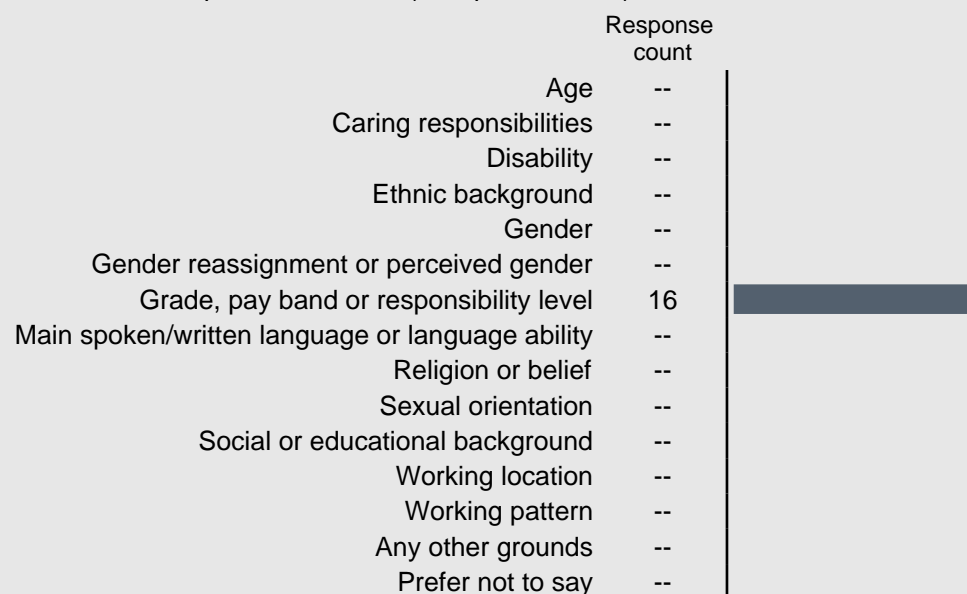 Response
count
Age --
Caring responsibilities --
Disability --
Ethnic background --
Gender --
Gender reassignment or perceived gender --
Grade, pay band or responsibility level 16
Main spoken/written language or language ability --
Religion or belief --
Sexual orientation --
Social or educational background --
Working location --
Working pattern --
Any other grounds --
Prefer not to say --